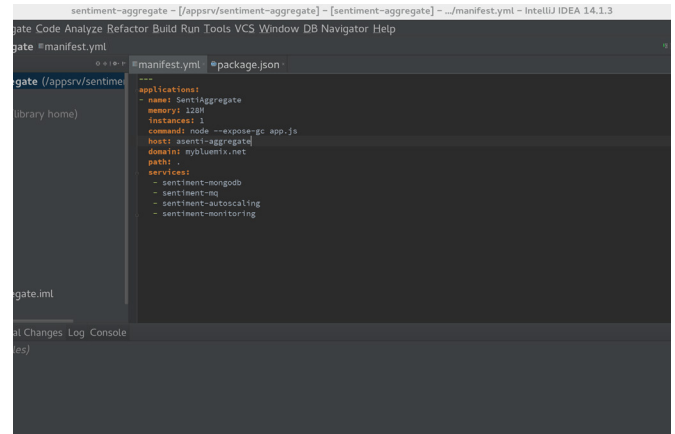 sentiment-aggregate – [/appsrv/sentiment-aggregate] – [sentiment-aggregate] – .../manifest.yml – IntelliJ IDEA 14.1.3
gate Code Analyze Refactor Build Run Tools VCS Window DB Navigator Help
gate manifest.yml
manifest.yml package.json
egate (/appsrv/sentime
library home)
---
applications:
- name: SentiAggregate
memory: 128M
instances: 1
command: node --expose-gc app.js
host: asenti-aggregate
domain: mybluemix.net
path: .
services:
- sentiment-mongodb
- sentiment-mq
- sentiment-autoscaling
- sentiment-monitoring
egate.iml
al Changes Log Console
les)